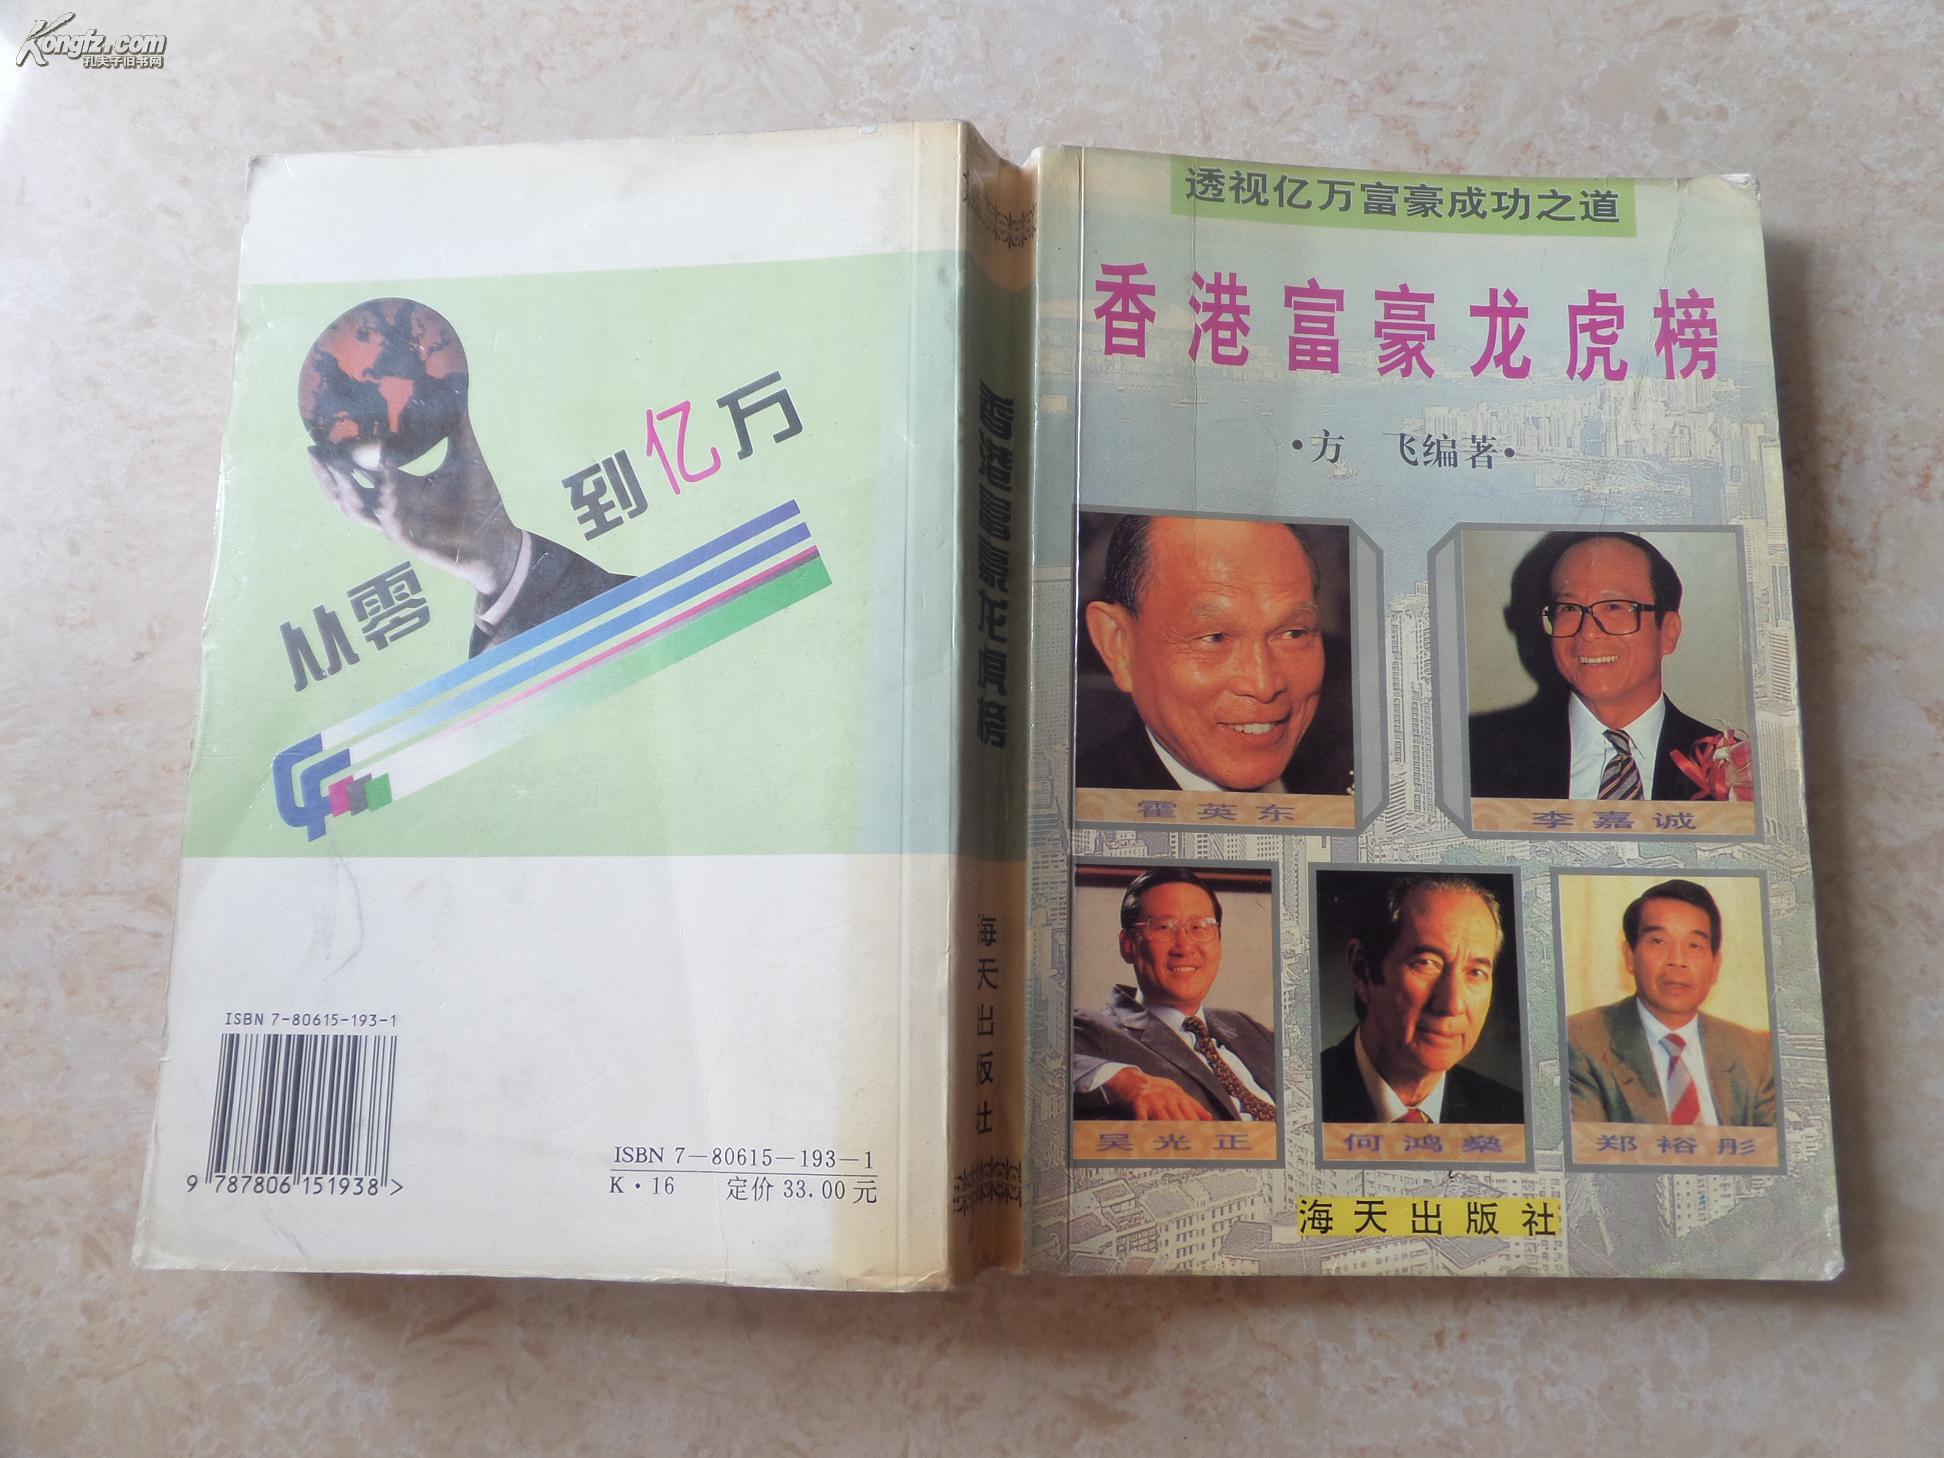 Kongfz.com
孔夫子旧书网
从零到亿万
ISBN 7-80615-193-1
9 787806 151938 >
ISBN 7—80615—193—1
K·16 定价 33.00 元
香港富豪龙虎榜
海天出版社
透视亿万富豪成功之道
香港富豪龙虎榜
·方 飞编著·
霍英东
李嘉诚
吴光正
何鸿燊
郑裕彤
海天出版社